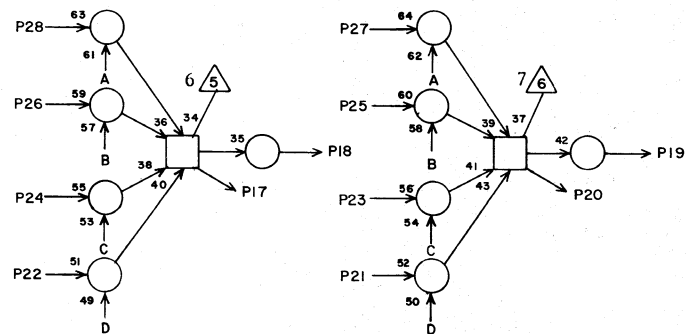 P28 63 61 A
P26 59 57 B
6 5
36 34 35 P18
38 40 P17
P24 55 53 C
P22 51 49 D
P27 64 62 A
P25 60 58 B
7 6
39 37 42 P19
41 43 P20
P23 56 54 C
P21 52 50 D